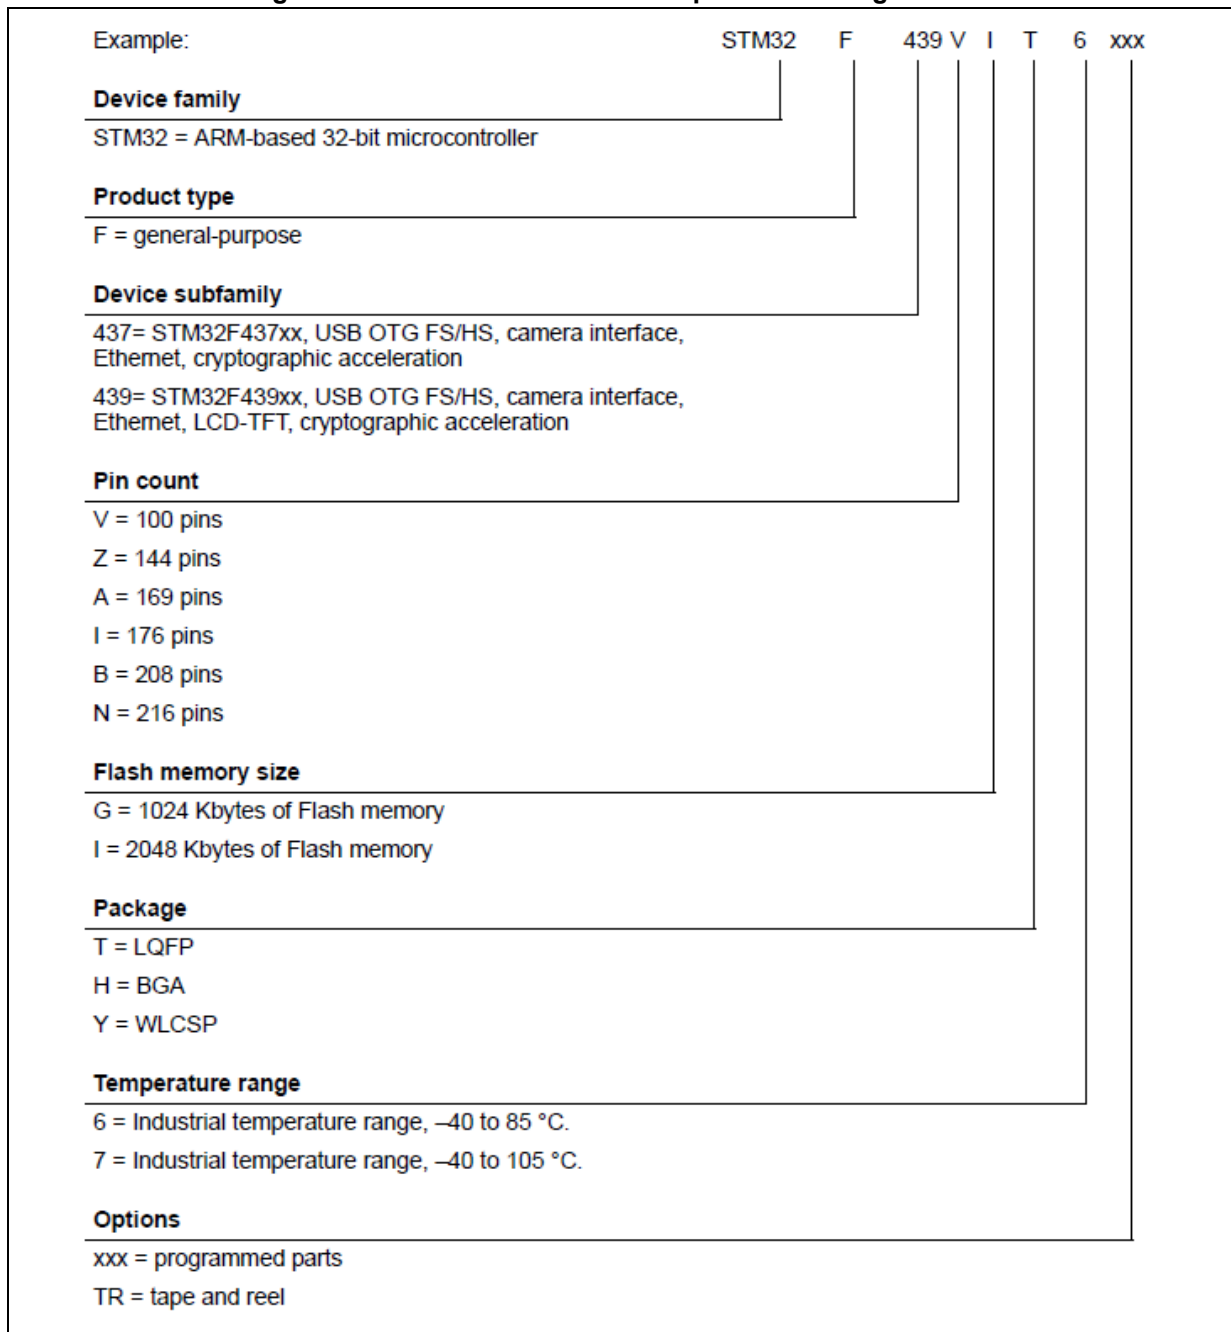 Example: STM32 F 439 V I T 6 xxx
Device family
STM32 = ARM-based 32-bit microcontroller
Product type
F = general-purpose
Device subfamily
437= STM32F437xx, USB OTG FS/HS, camera interface,
Ethernet, cryptographic acceleration
439= STM32F439xx, USB OTG FS/HS, camera interface,
Ethernet, LCD-TFT, cryptographic acceleration
Pin count
V = 100 pins
Z = 144 pins
A = 169 pins
I = 176 pins
B = 208 pins
N = 216 pins
Flash memory size
G = 1024 Kbytes of Flash memory
I = 2048 Kbytes of Flash memory
Package
T = LQFP
H = BGA
Y = WLCSP
Temperature range
6 = Industrial temperature range, –40 to 85 °C.
7 = Industrial temperature range, –40 to 105 °C.
Options
xxx = programmed parts
TR = tape and reel